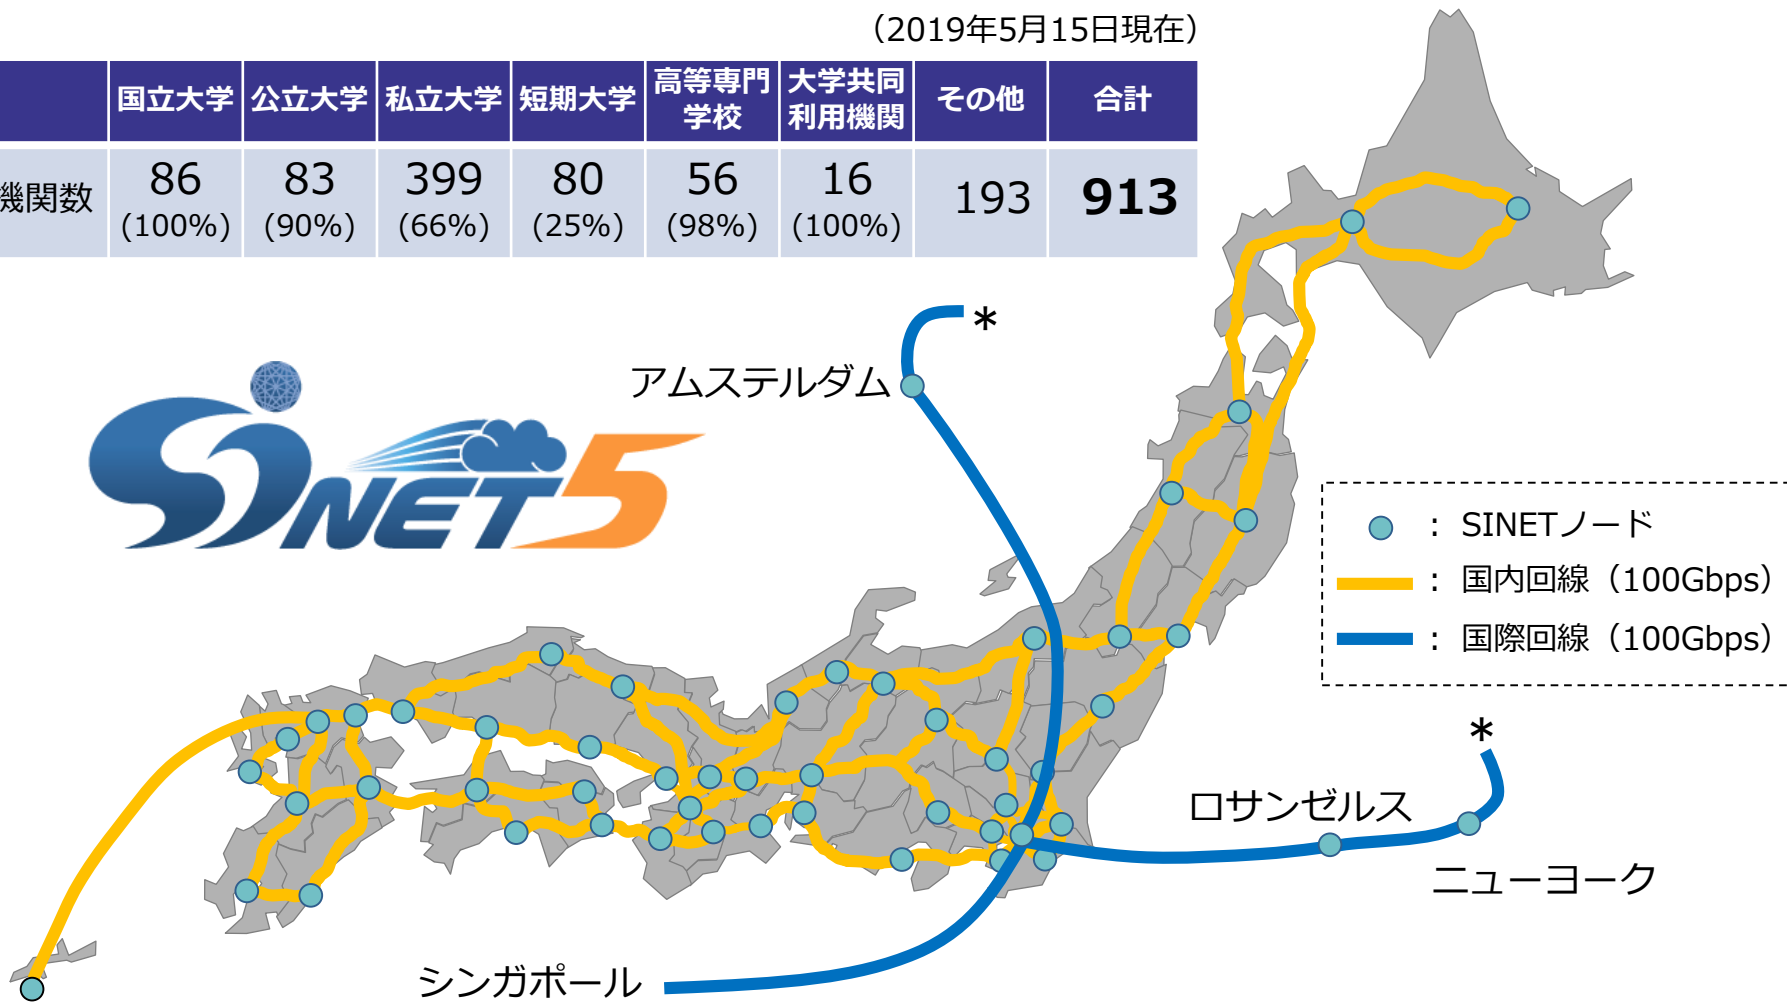 （2019年5月15日現在）
国立大学 公立大学 私立大学 短期大学 高等専門学校 大学共同利用機関 その他 合計
機関数 86 83 399 80 56 16 193 913
(100%) (90%) (66%) (25%) (98%) (100%)
*
アムステルダム
SINET5
： SINETノード
： 国内回線（100Gbps）
： 国際回線（100Gbps）
*
ロサンゼルス
ニューヨーク
シンガポール